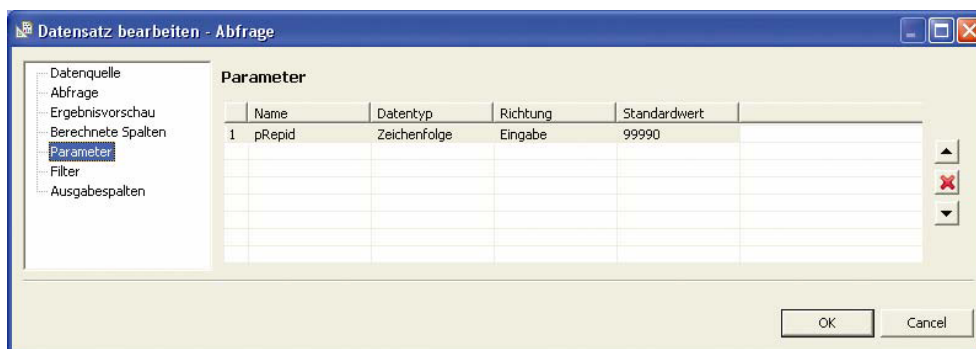 Datensatz bearbeiten - Abfrage
Datenquelle
Abfrage
Ergebnisvorschau
Berechnete Spalten
Parameter
Filter
Ausgabespalten
Parameter
Name Datentyp Richtung Standardwert
1 pRepid Zeichenfolge Eingabe 99990
OK Cancel